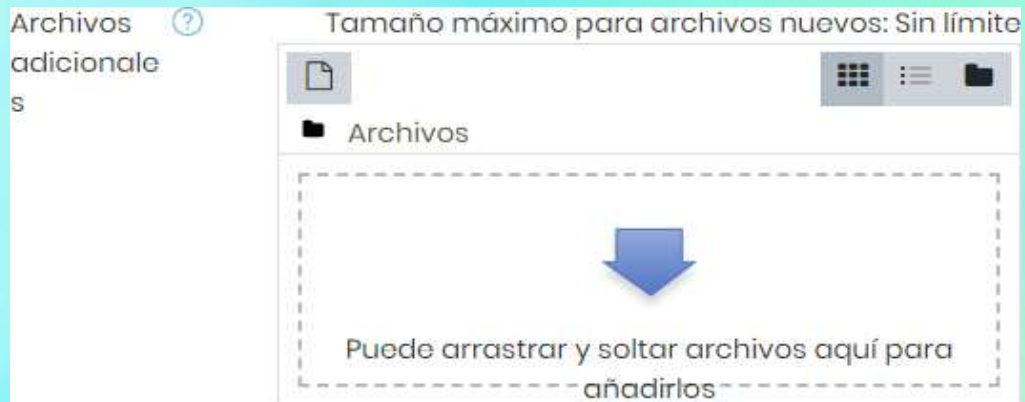 Archivos
adicionale
s
Tamaño máximo para archivos nuevos: Sin límite
Archivos
Puede arrastrar y soltar archivos aquí para
añadirlos